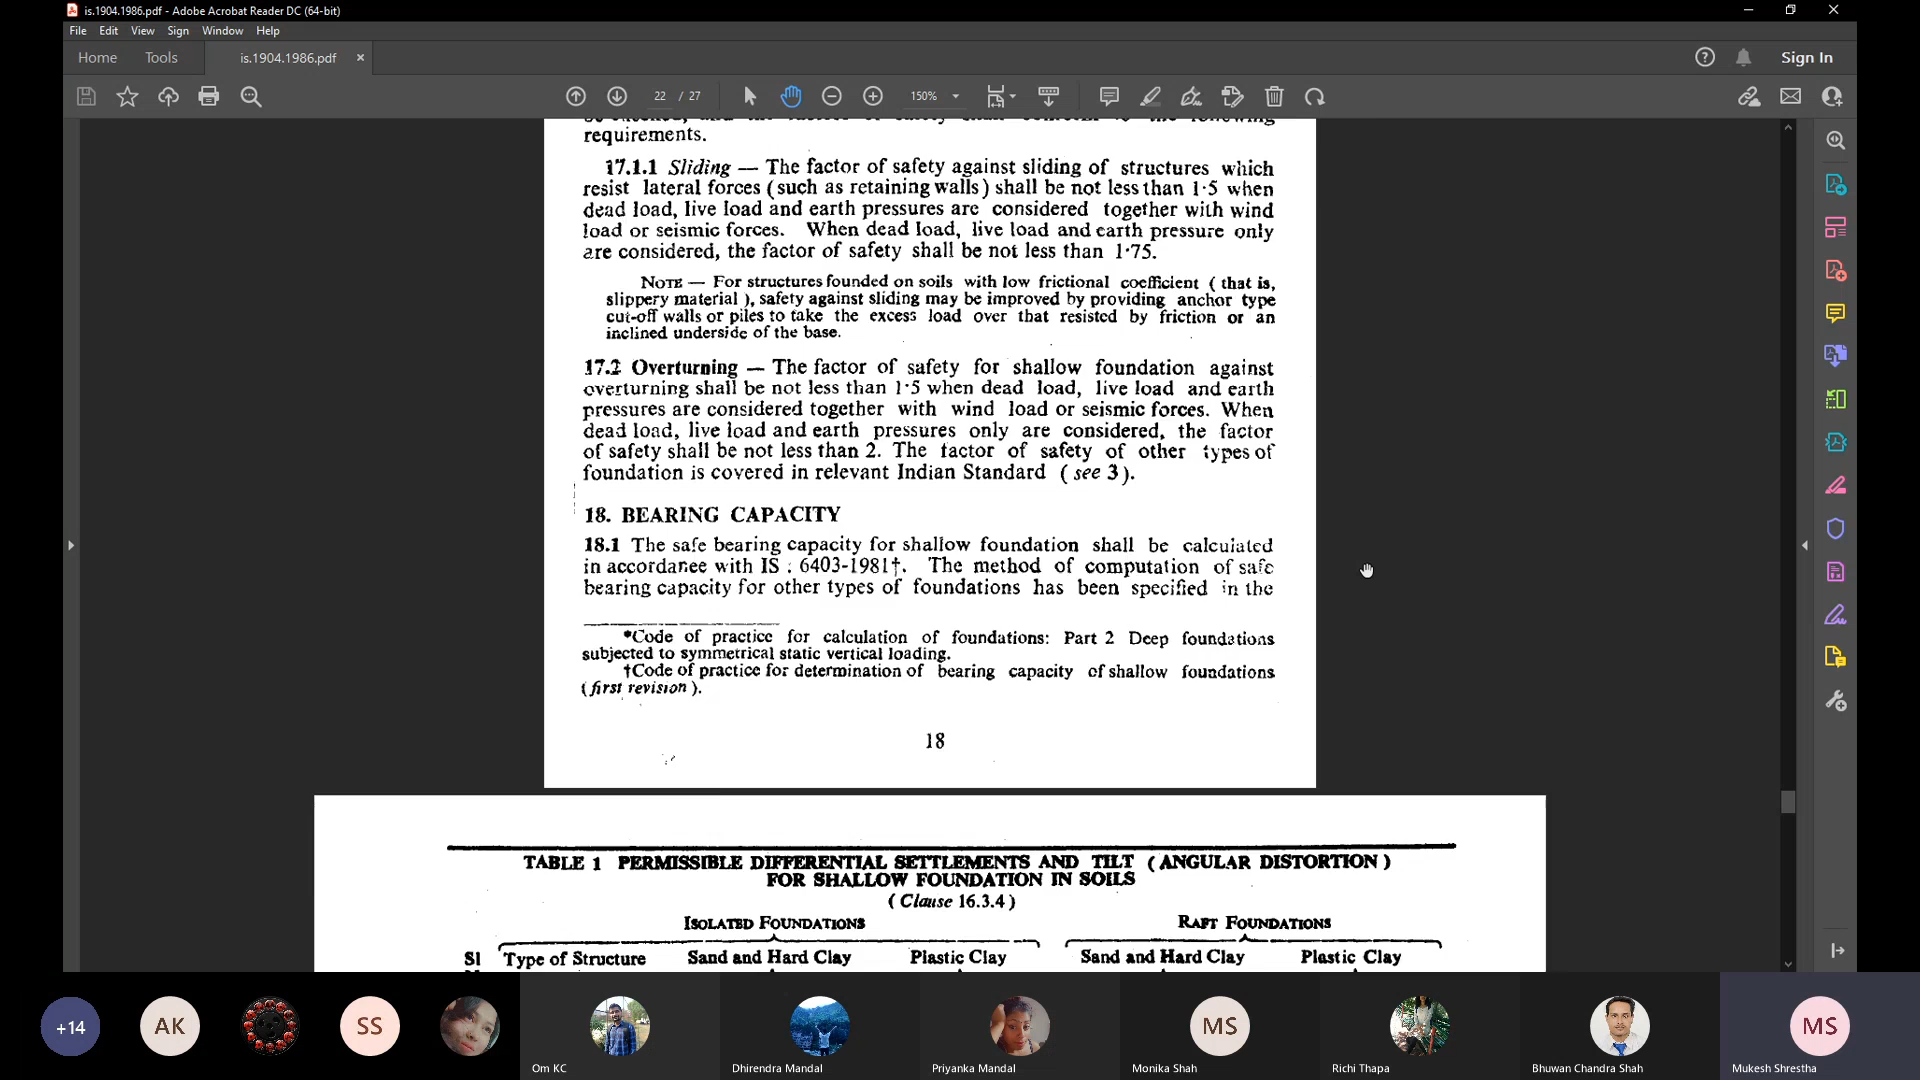 is.1904.1986.pdf - Adobe Acrobat Reader DC (64-bit)
File Edit View Sign Window Help
Home Tools is.1904.1986.pdf × Sign In
22 / 27 150%
requirements.
17.1.1 Sliding — The factor of safety against sliding of structures which
resist lateral forces ( such as retaining walls ) shall be not less than 1·5 when
dead load, live load and earth pressures are considered together with wind
load or seismic forces. When dead load, live load and earth pressure only
are considered, the factor of safety shall be not less than 1·75.
NOTE — For structures founded on soils with low frictional coefficient ( that is,
slippery material ), safety against sliding may be improved by providing anchor type
cut-off walls or piles to take the excess load over that resisted by friction or an
inclined underside of the base.
17.2 Overturning — The factor of safety for shallow foundation against
overturning shall be not less than 1·5 when dead load, live load and earth
pressures are considered together with wind load or seismic forces. When
dead load, live load and earth pressures only are considered, the factor
of safety shall be not less than 2. The factor of safety of other types of
foundation is covered in relevant Indian Standard ( see 3 ).
18. BEARING CAPACITY
18.1 The safe bearing capacity for shallow foundation shall be calculated
in accordance with IS : 6403-1981†. The method of computation of safe
bearing capacity for other types of foundations has been specified in the
*Code of practice for calculation of foundations: Part 2 Deep foundations
subjected to symmetrical static vertical loading.
†Code of practice for determination of bearing capacity of shallow foundations
( first revision ).
18
TABLE 1 PERMISSIBLE DIFFERENTIAL SETTLEMENTS AND TILT ( ANGULAR DISTORTION )
FOR SHALLOW FOUNDATION IN SOILS
( Clause 16.3.4 )
ISOLATED FOUNDATIONS RAFT FOUNDATIONS
Sl Type of Structure Sand and Hard Clay Plastic Clay Sand and Hard Clay Plastic Clay
+14 AK SS MS MS
Om KC Dhirendra Mandal Priyanka Mandal Monika Shah Richi Thapa Bhuwan Chandra Shah Mukesh Shrestha